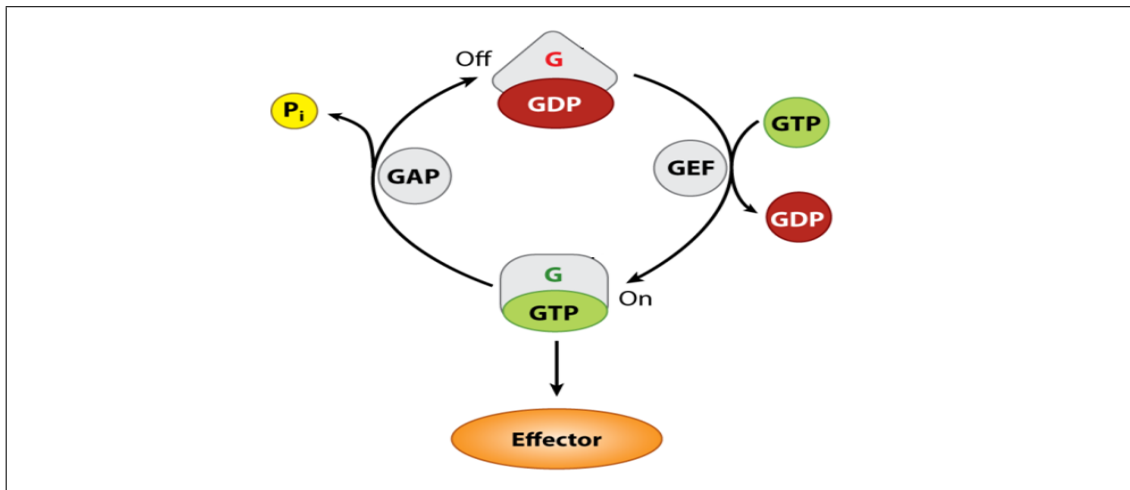 Off
G
GDP
Pi
GTP
GAP
GEF
GDP
G
GTP
On
Effector